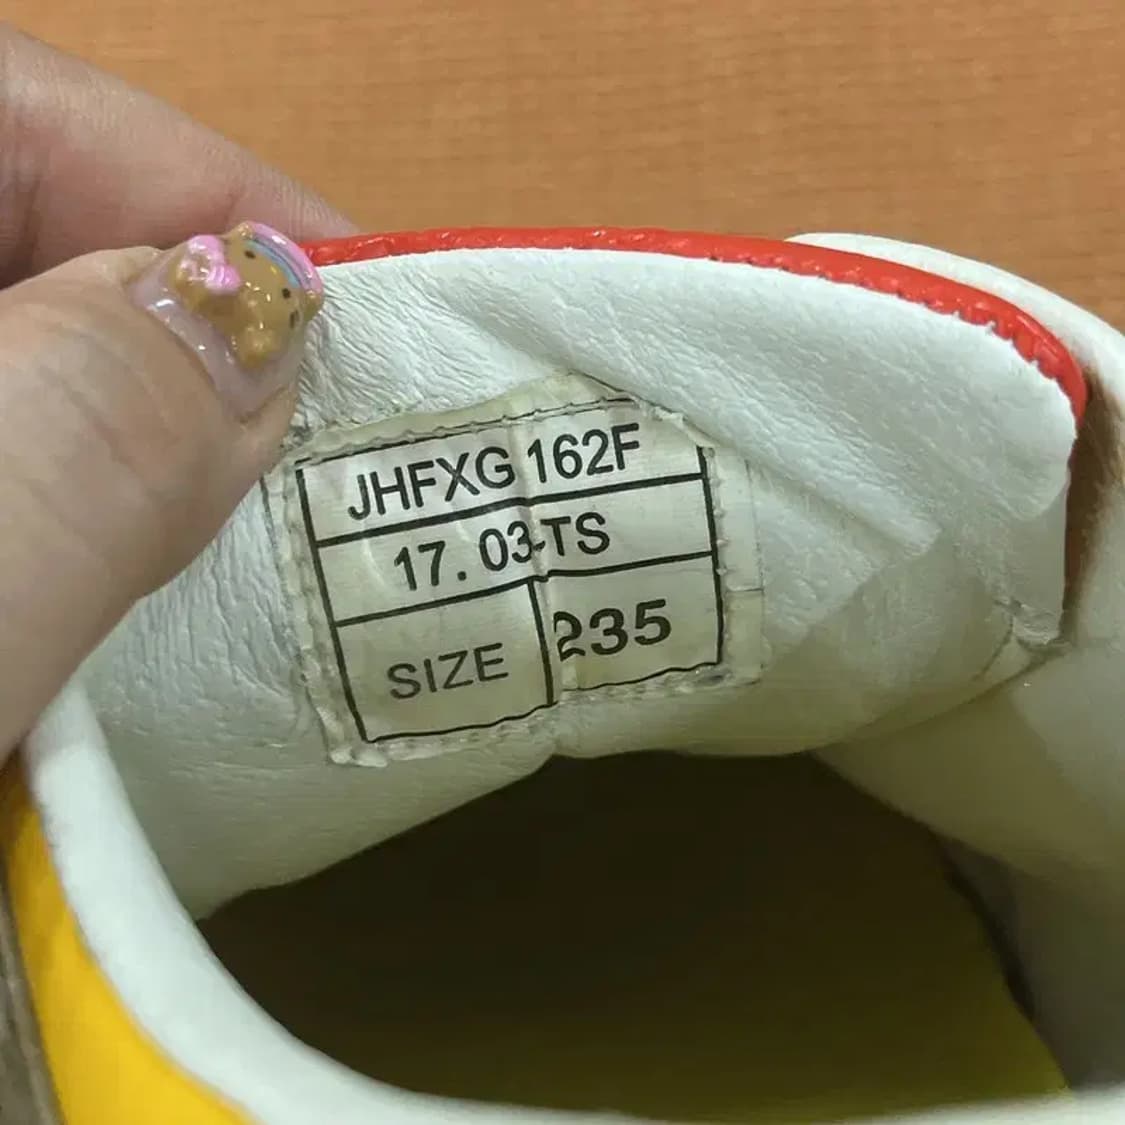 JHFXG 162F
17. 03-TS
SIZE 235